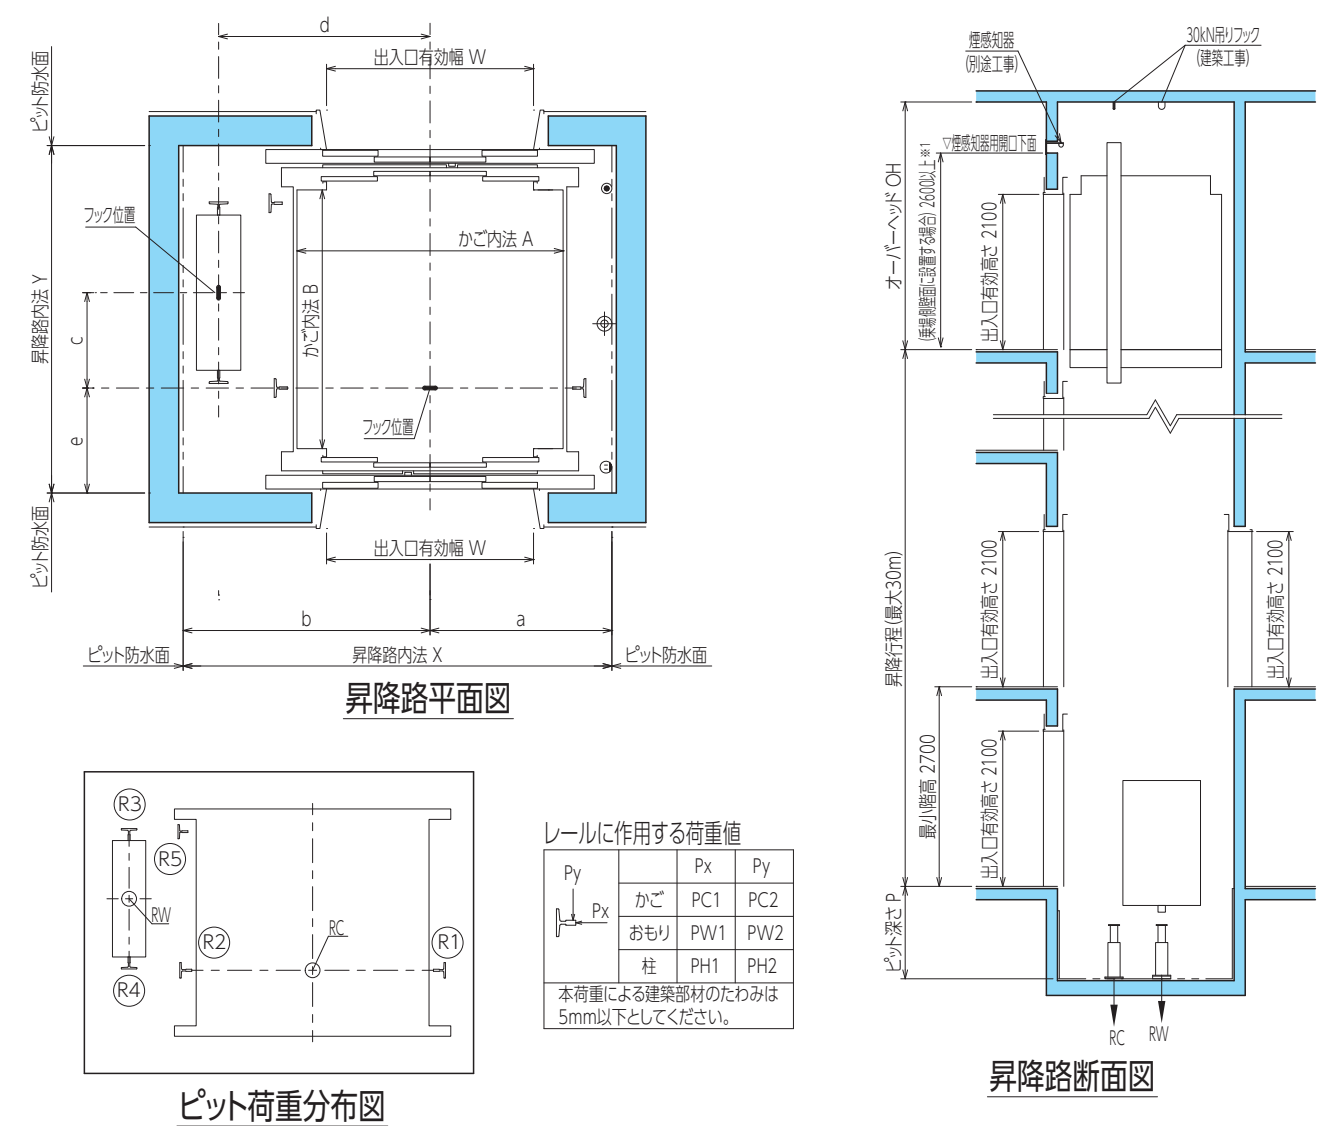 d
出入口有効幅 W
ピット防水面
フック位置
かご内法 A
かご内法 B
昇降路内法 Y
c
e
フック位置
ピット防水面
出入口有効幅 W
b
a
ピット防水面
昇降路内法 X
ピット防水面
昇降路平面図
R3
R5
RW
R2
RC
R1
R4
ピット荷重分布図
レールに作用する荷重値
Py
Px
Px
Py
かご
PC1
PC2
おもり
PW1
PW2
柱
PH1
PH2
本荷重による建築部材のたわみは
5mm以下としてください。
煙感知器
(別途工事)
30kN吊りフック
(建築工事)
▽煙感知器用開口下面
オーバーヘッド OH
(乗場側壁面に設置する場合) 2600以上※1
出入口有効高さ 2100
昇降行程(最大30m)
出入口有効高さ 2100
出入口有効高さ 2100
最小階高 2700
出入口有効高さ 2100
ピット深さ P
RC
RW
昇降路断面図